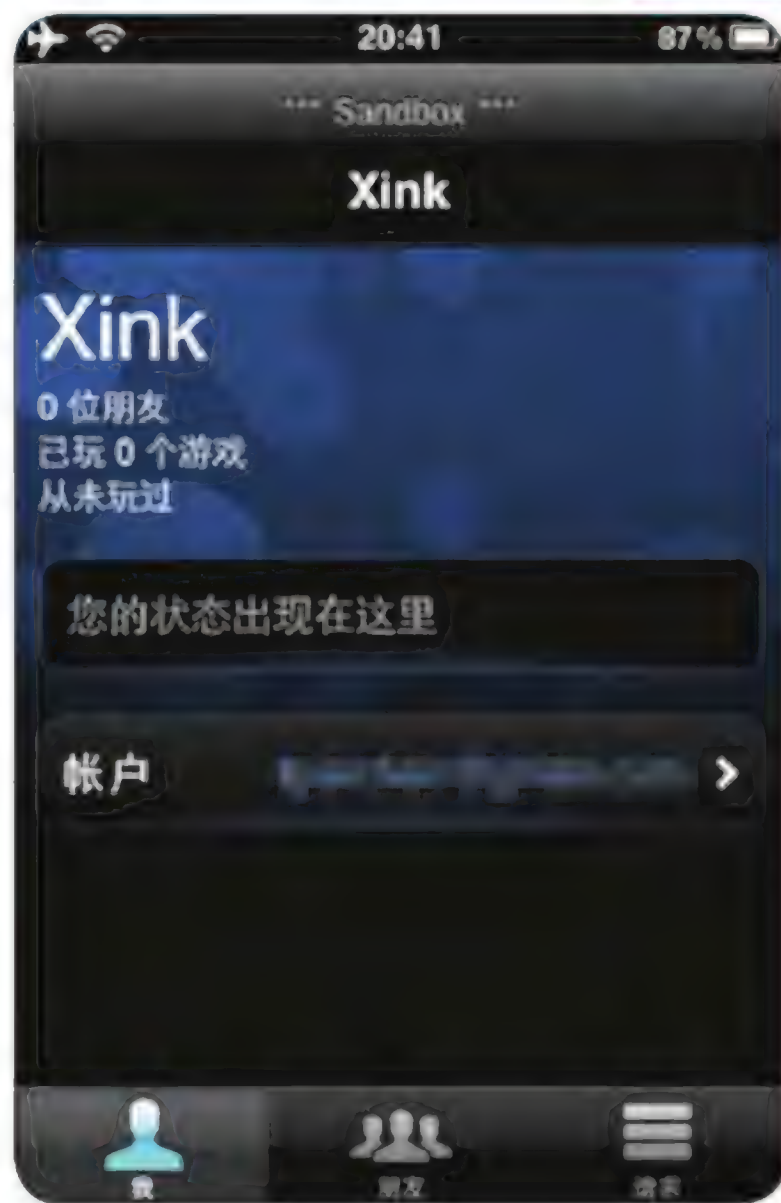 20:41 87%
*** Sandbox ***
Xink
Xink
0 位朋友
已玩 0 个游戏
从未玩过
您的状态出现在这里
帐户
我
朋友